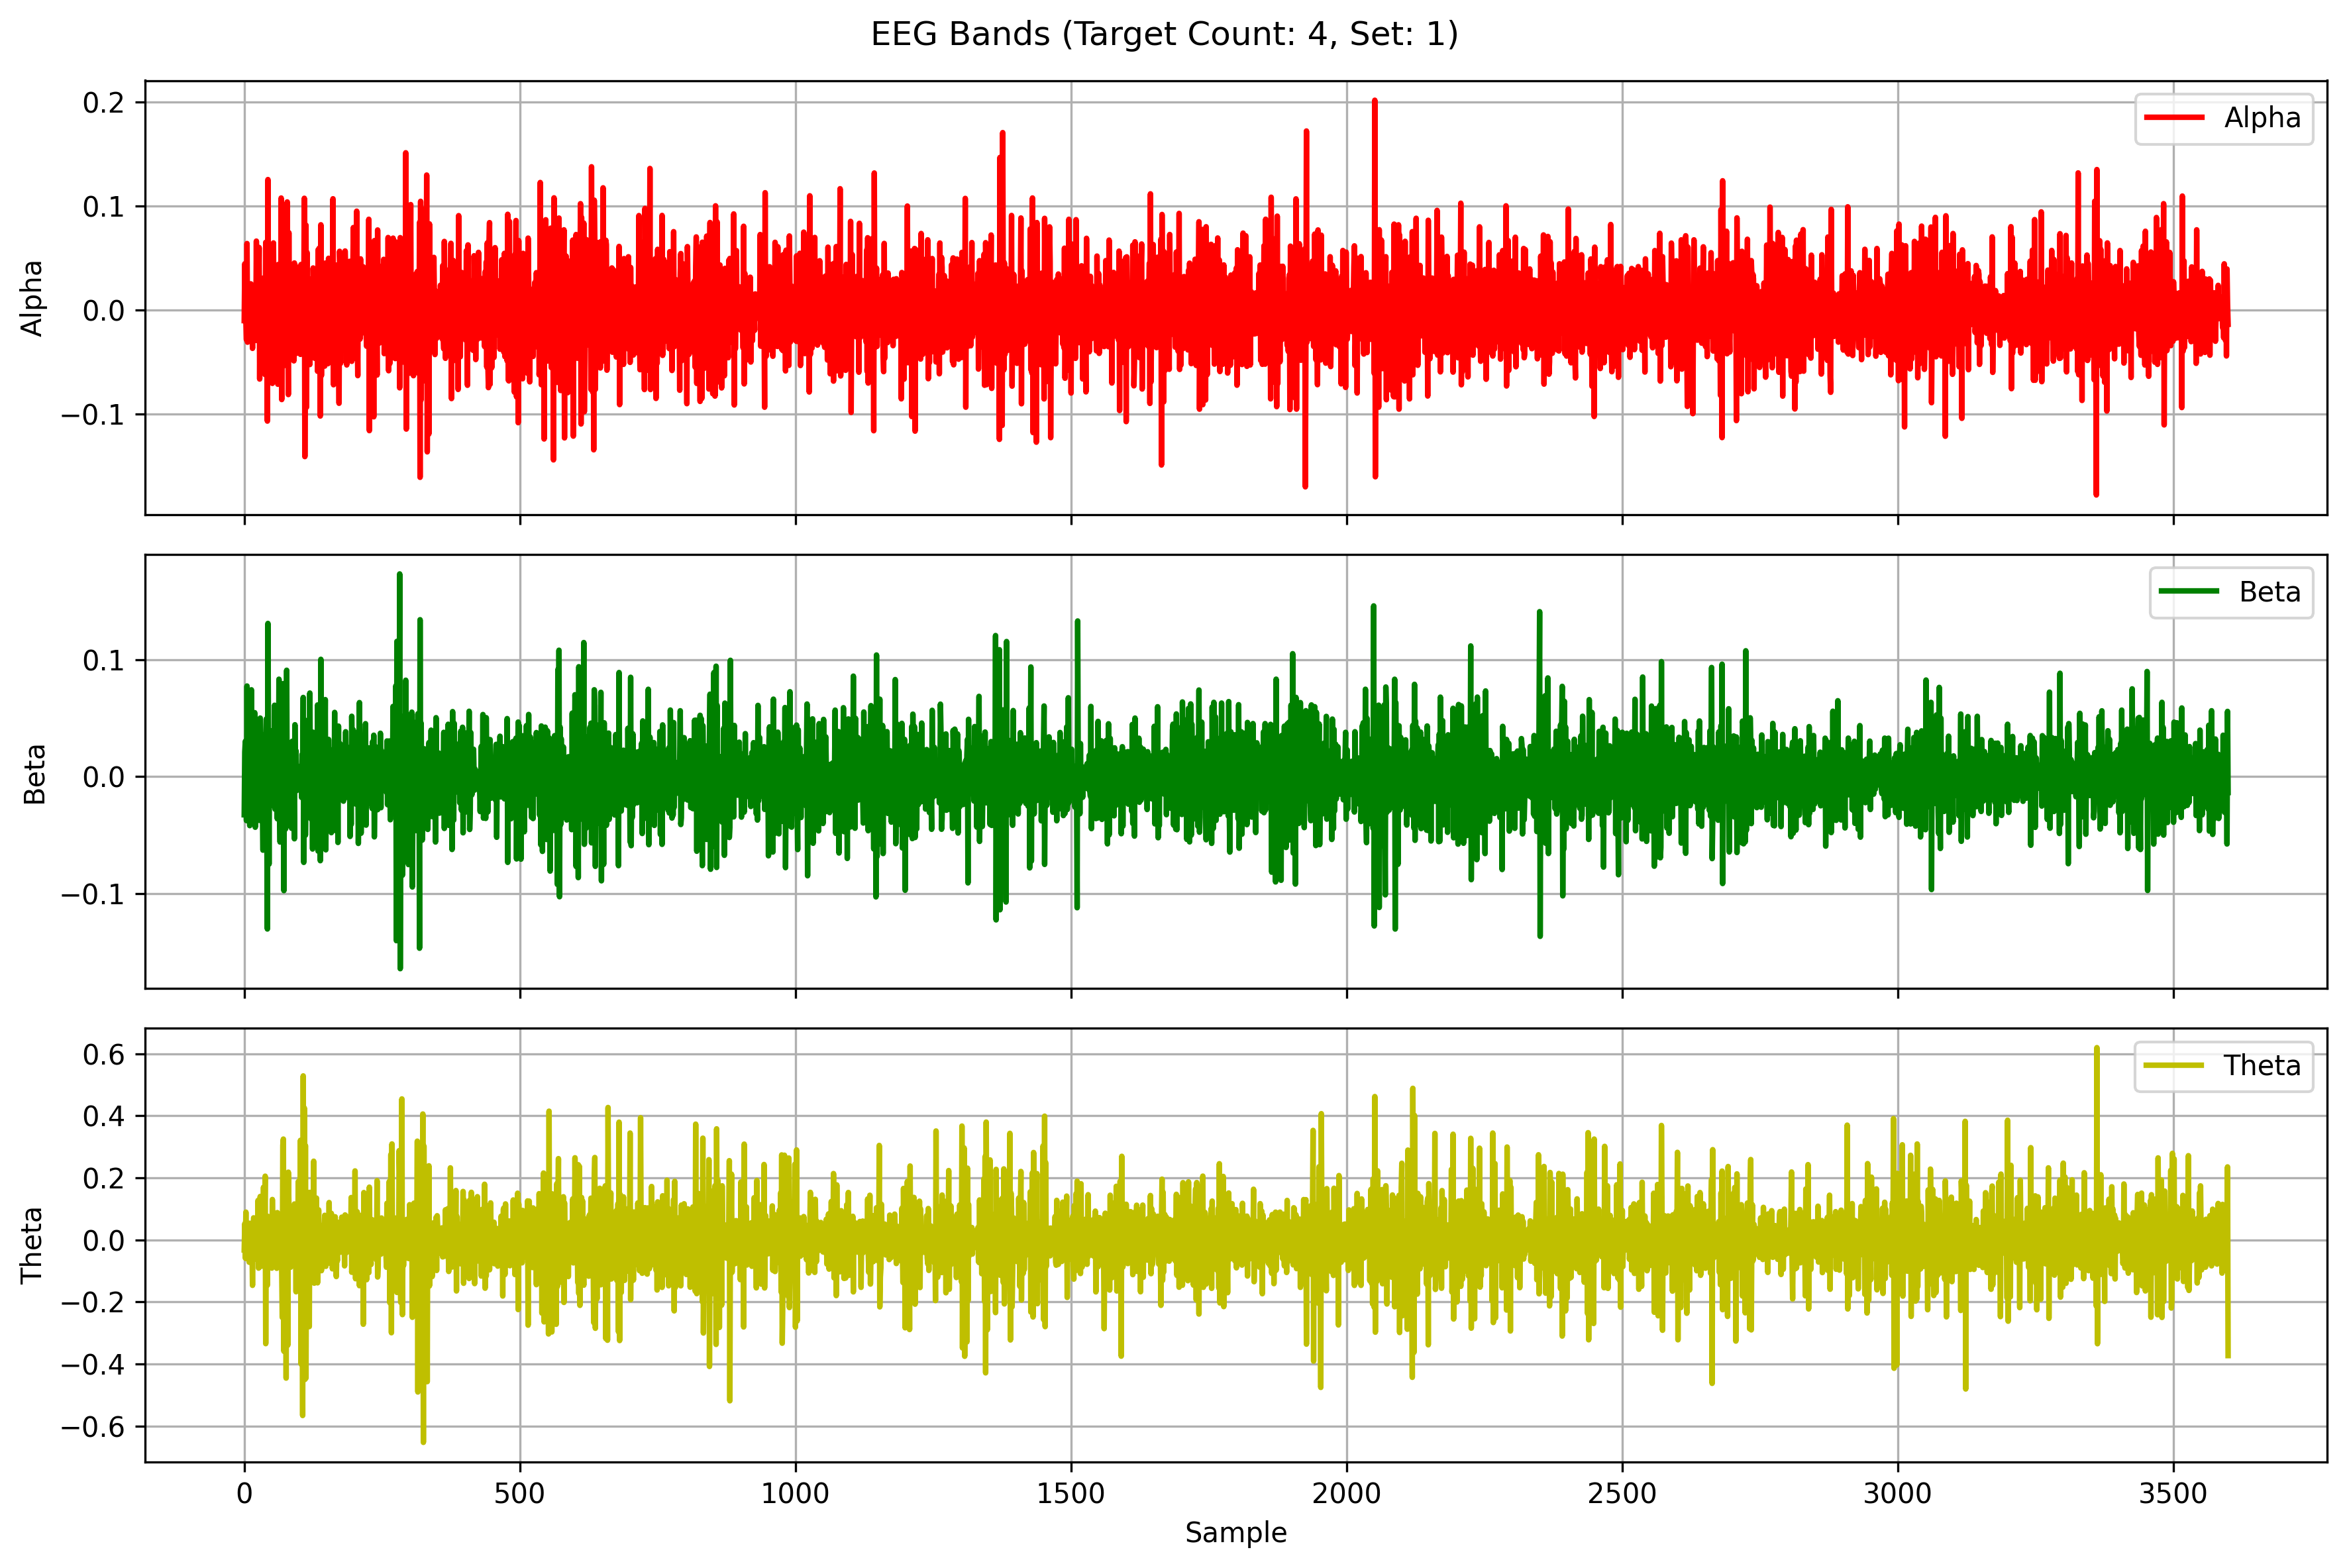 EEG Bands (Target Count: 4, Set: 1)
Alpha
0.2
0.1
0.0
−0.1
Alpha
Beta
0.1
0.0
−0.1
Beta
Theta
0.6
0.4
0.2
0.0
−0.2
−0.4
−0.6
Theta
0 500 1000 1500 2000 2500 3000 3500
Sample